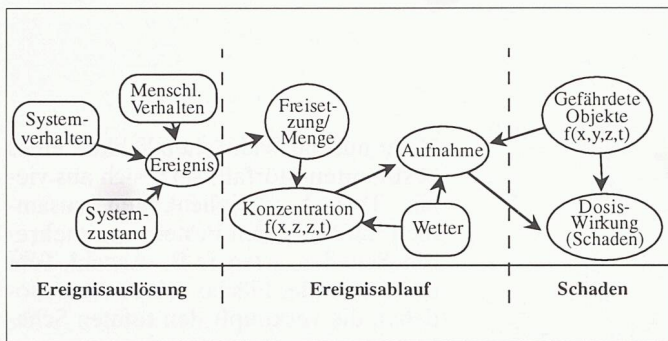 Menschl.
Verhalten
System-
verhalten
Ereignis
System-
zustand
Freiset-
zung/
Menge
Konzentration
f(x,z,z,t)
Aufnahme
Wetter
Gefährdete
Objekte
f(x,y,z,t)
Dosis-
Wirkung
(Schaden)
Ereignisauslösung
Ereignisablauf
Schaden